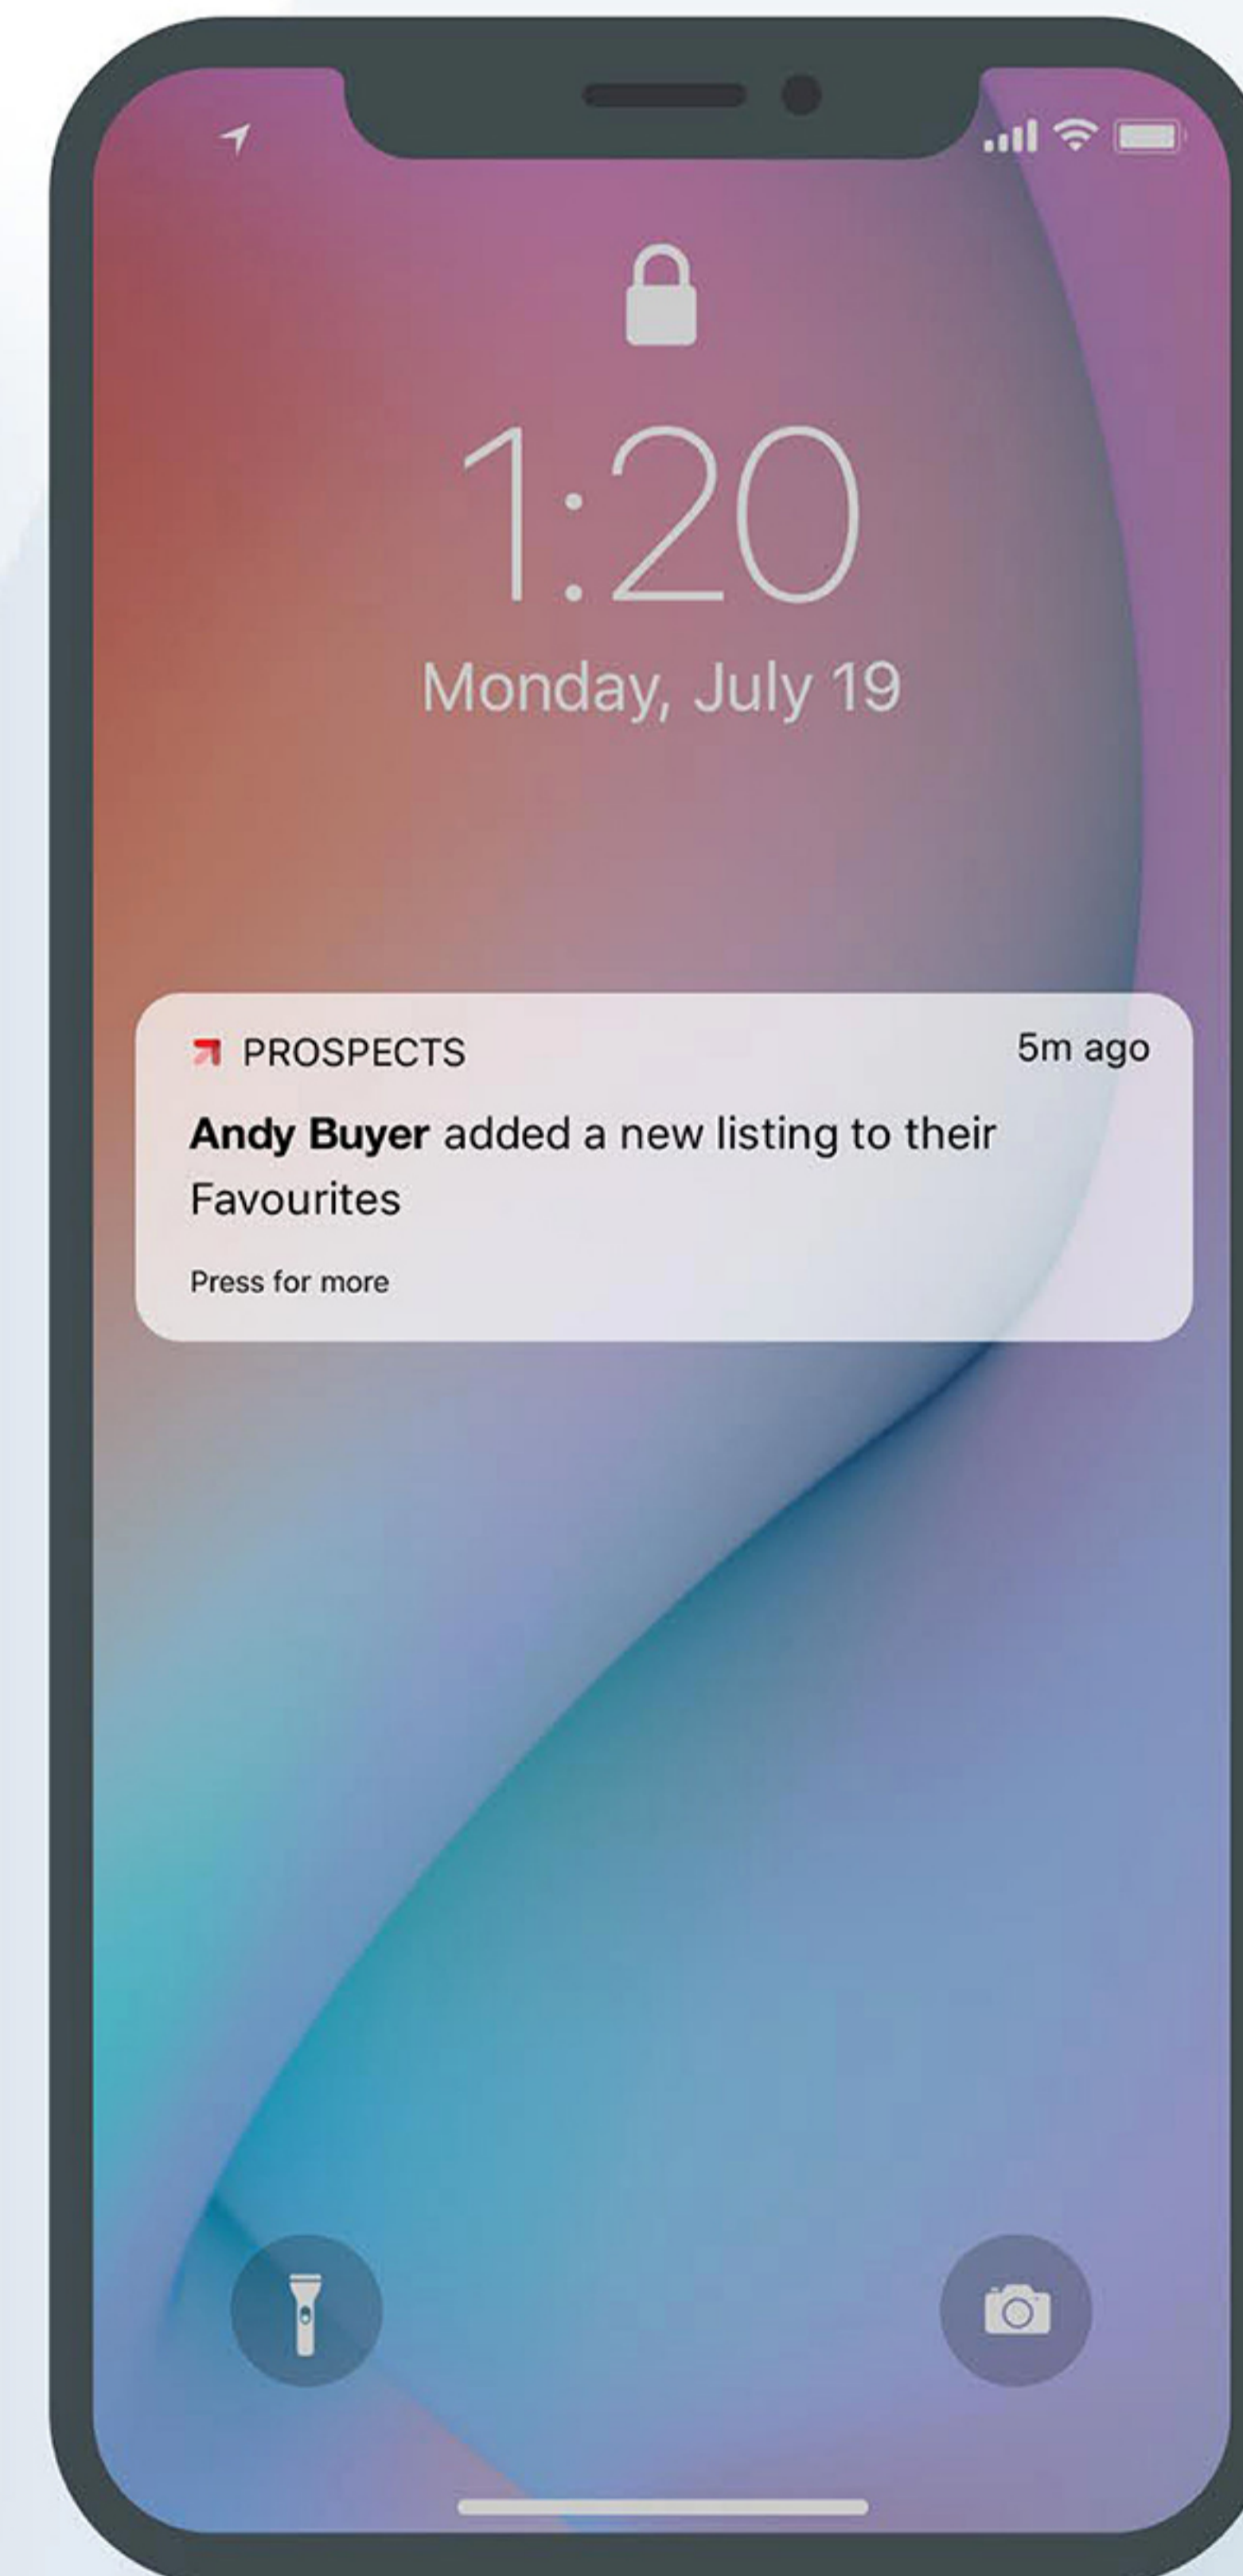 1:20
Monday, July 19
PROSPECTS
5m ago
Andy Buyer added a new listing to their
Favourites
Press for more